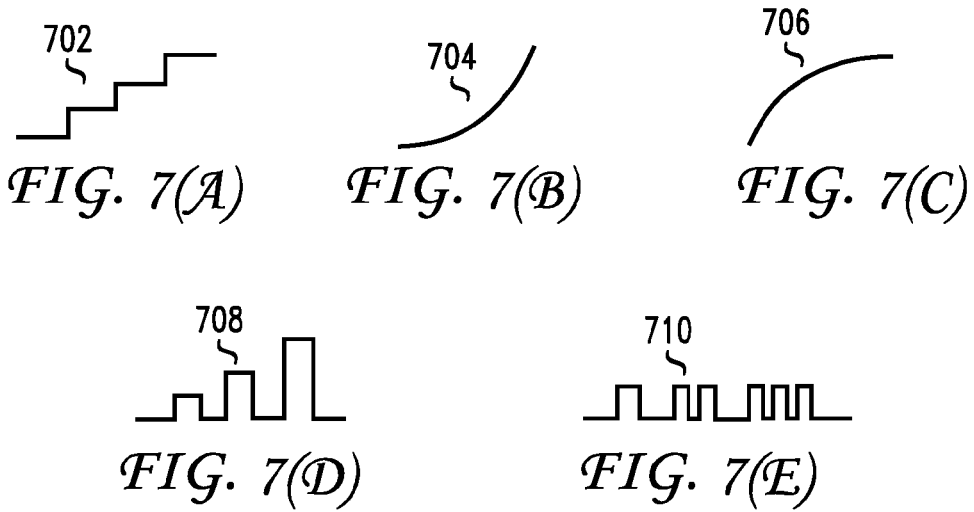 702
704
706
FIG. 7(A)
FIG. 7(B)
FIG. 7(C)
708
710
FIG. 7(D)
FIG. 7(E)